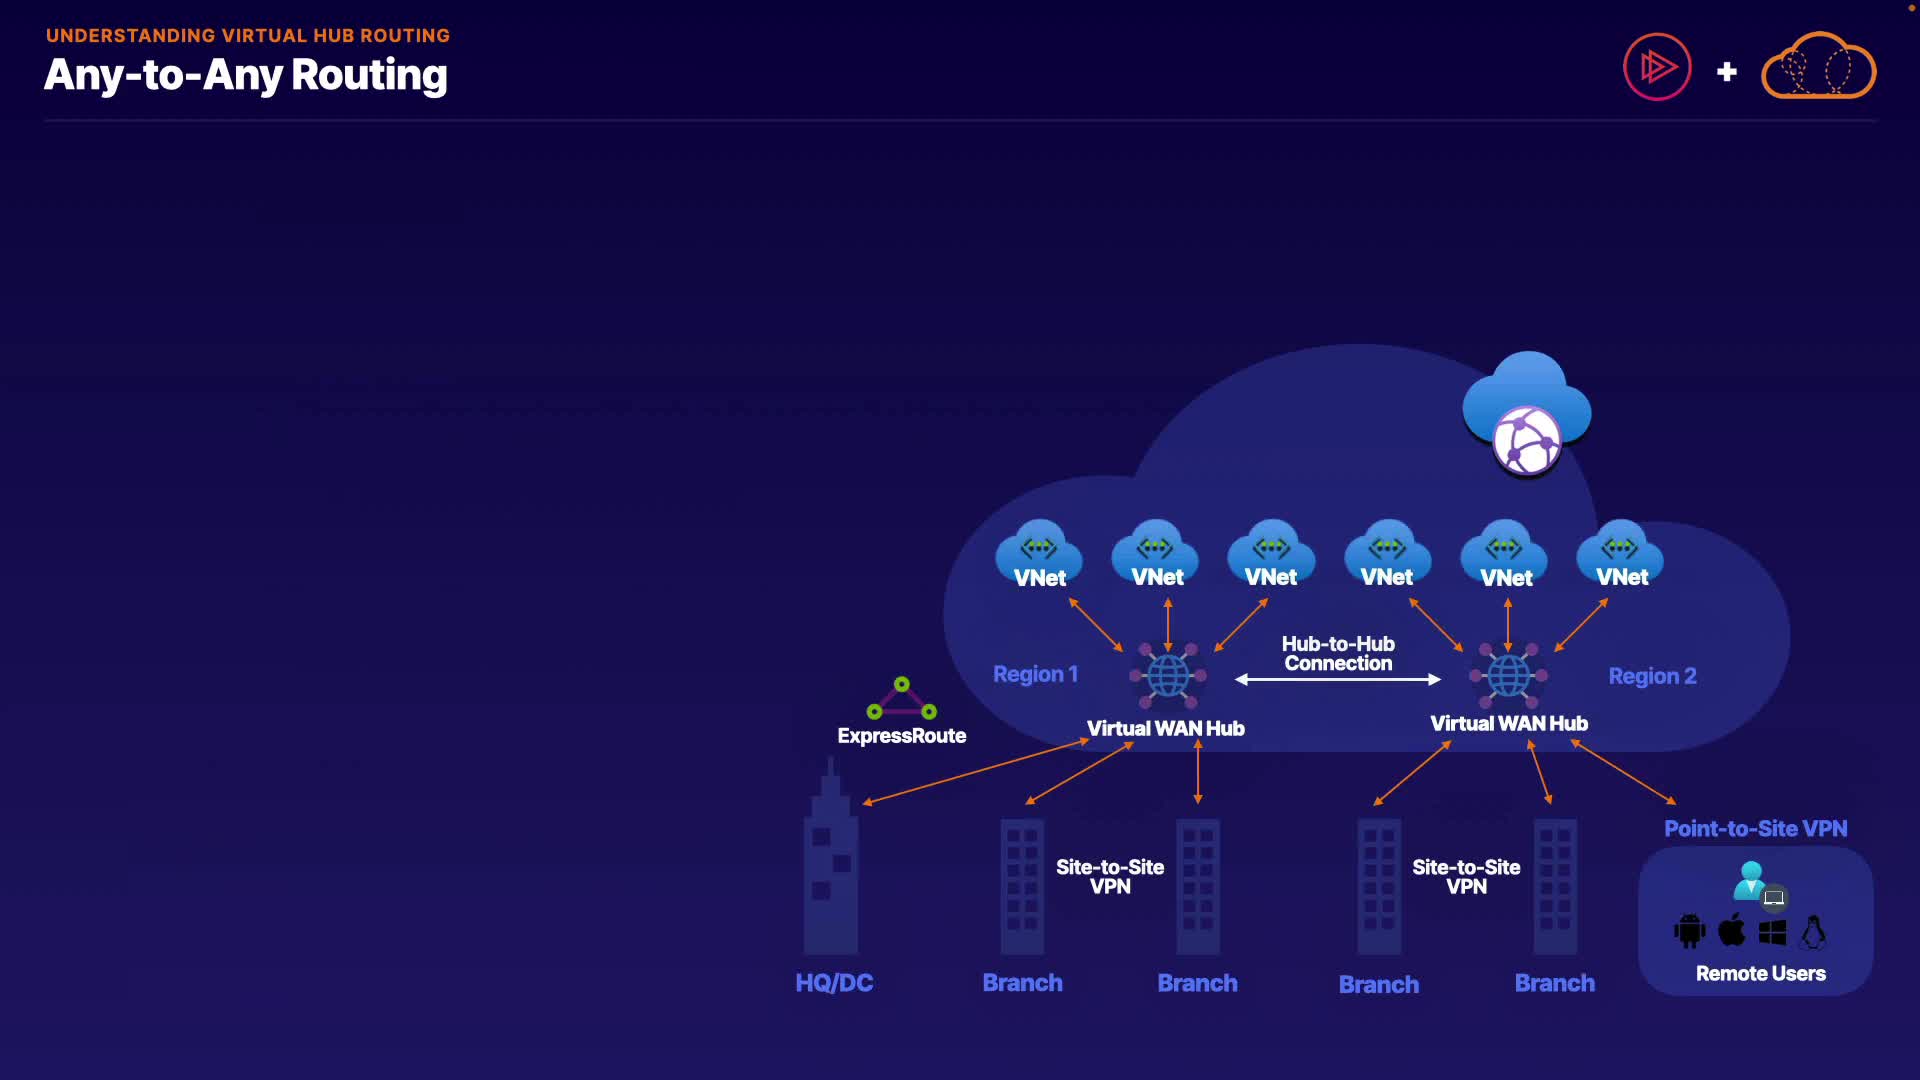 UNDERSTANDING VIRTUAL HUB ROUTING
Any-to-Any Routing
VNet
VNet
VNet
VNet
VNet
VNet
Region 1
Hub-to-Hub
Connection
Region 2
ExpressRoute
Virtual WAN Hub
Virtual WAN Hub
Point-to-Site VPN
Site-to-Site
VPN
Site-to-Site
VPN
Remote Users
HQ/DC
Branch
Branch
Branch
Branch